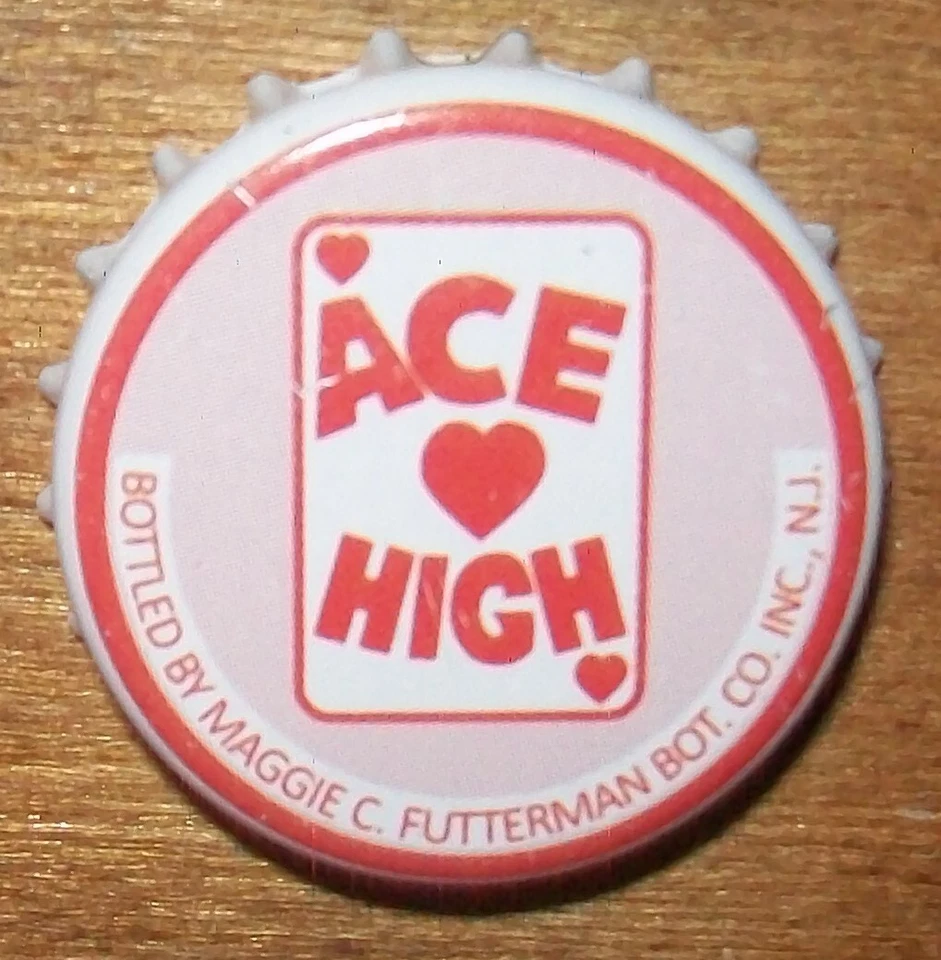 ACE
HIGH
BOTTLED BY MAGGIE C. FUTTERMAN BOT. CO. INC., N.J.